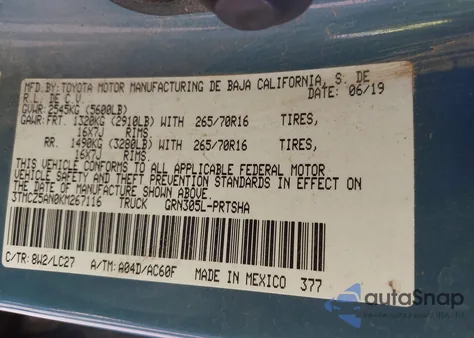 MFD.BY:TOYOTA MOTOR MANUFACTURING DE BAJA CALIFORNIA, S. DE
R.L. DE C.V. DATE: 06/19
GVWR: 2545KG (5600LB)
GAWR:FRT. 1320KG (2910LB) WITH 265/70R16 TIRES,
16X7J RIMS.
RR. 1490KG (3280LB) WITH 265/70R16 TIRES,
16X7J RIMS.
THIS VEHICLE CONFORMS TO ALL APPLICABLE FEDERAL MOTOR
VEHICLE SAFETY AND THEFT PREVENTION STANDARDS IN EFFECT ON
THE DATE OF MANUFACTURE SHOWN ABOVE.
3TMCZ5AN0KM267116 TRUCK GRN305L-PRTSHA
C/TR: 8W2/LC27 A/TM: A04D/AC60F MADE IN MEXICO 377
autoSnap